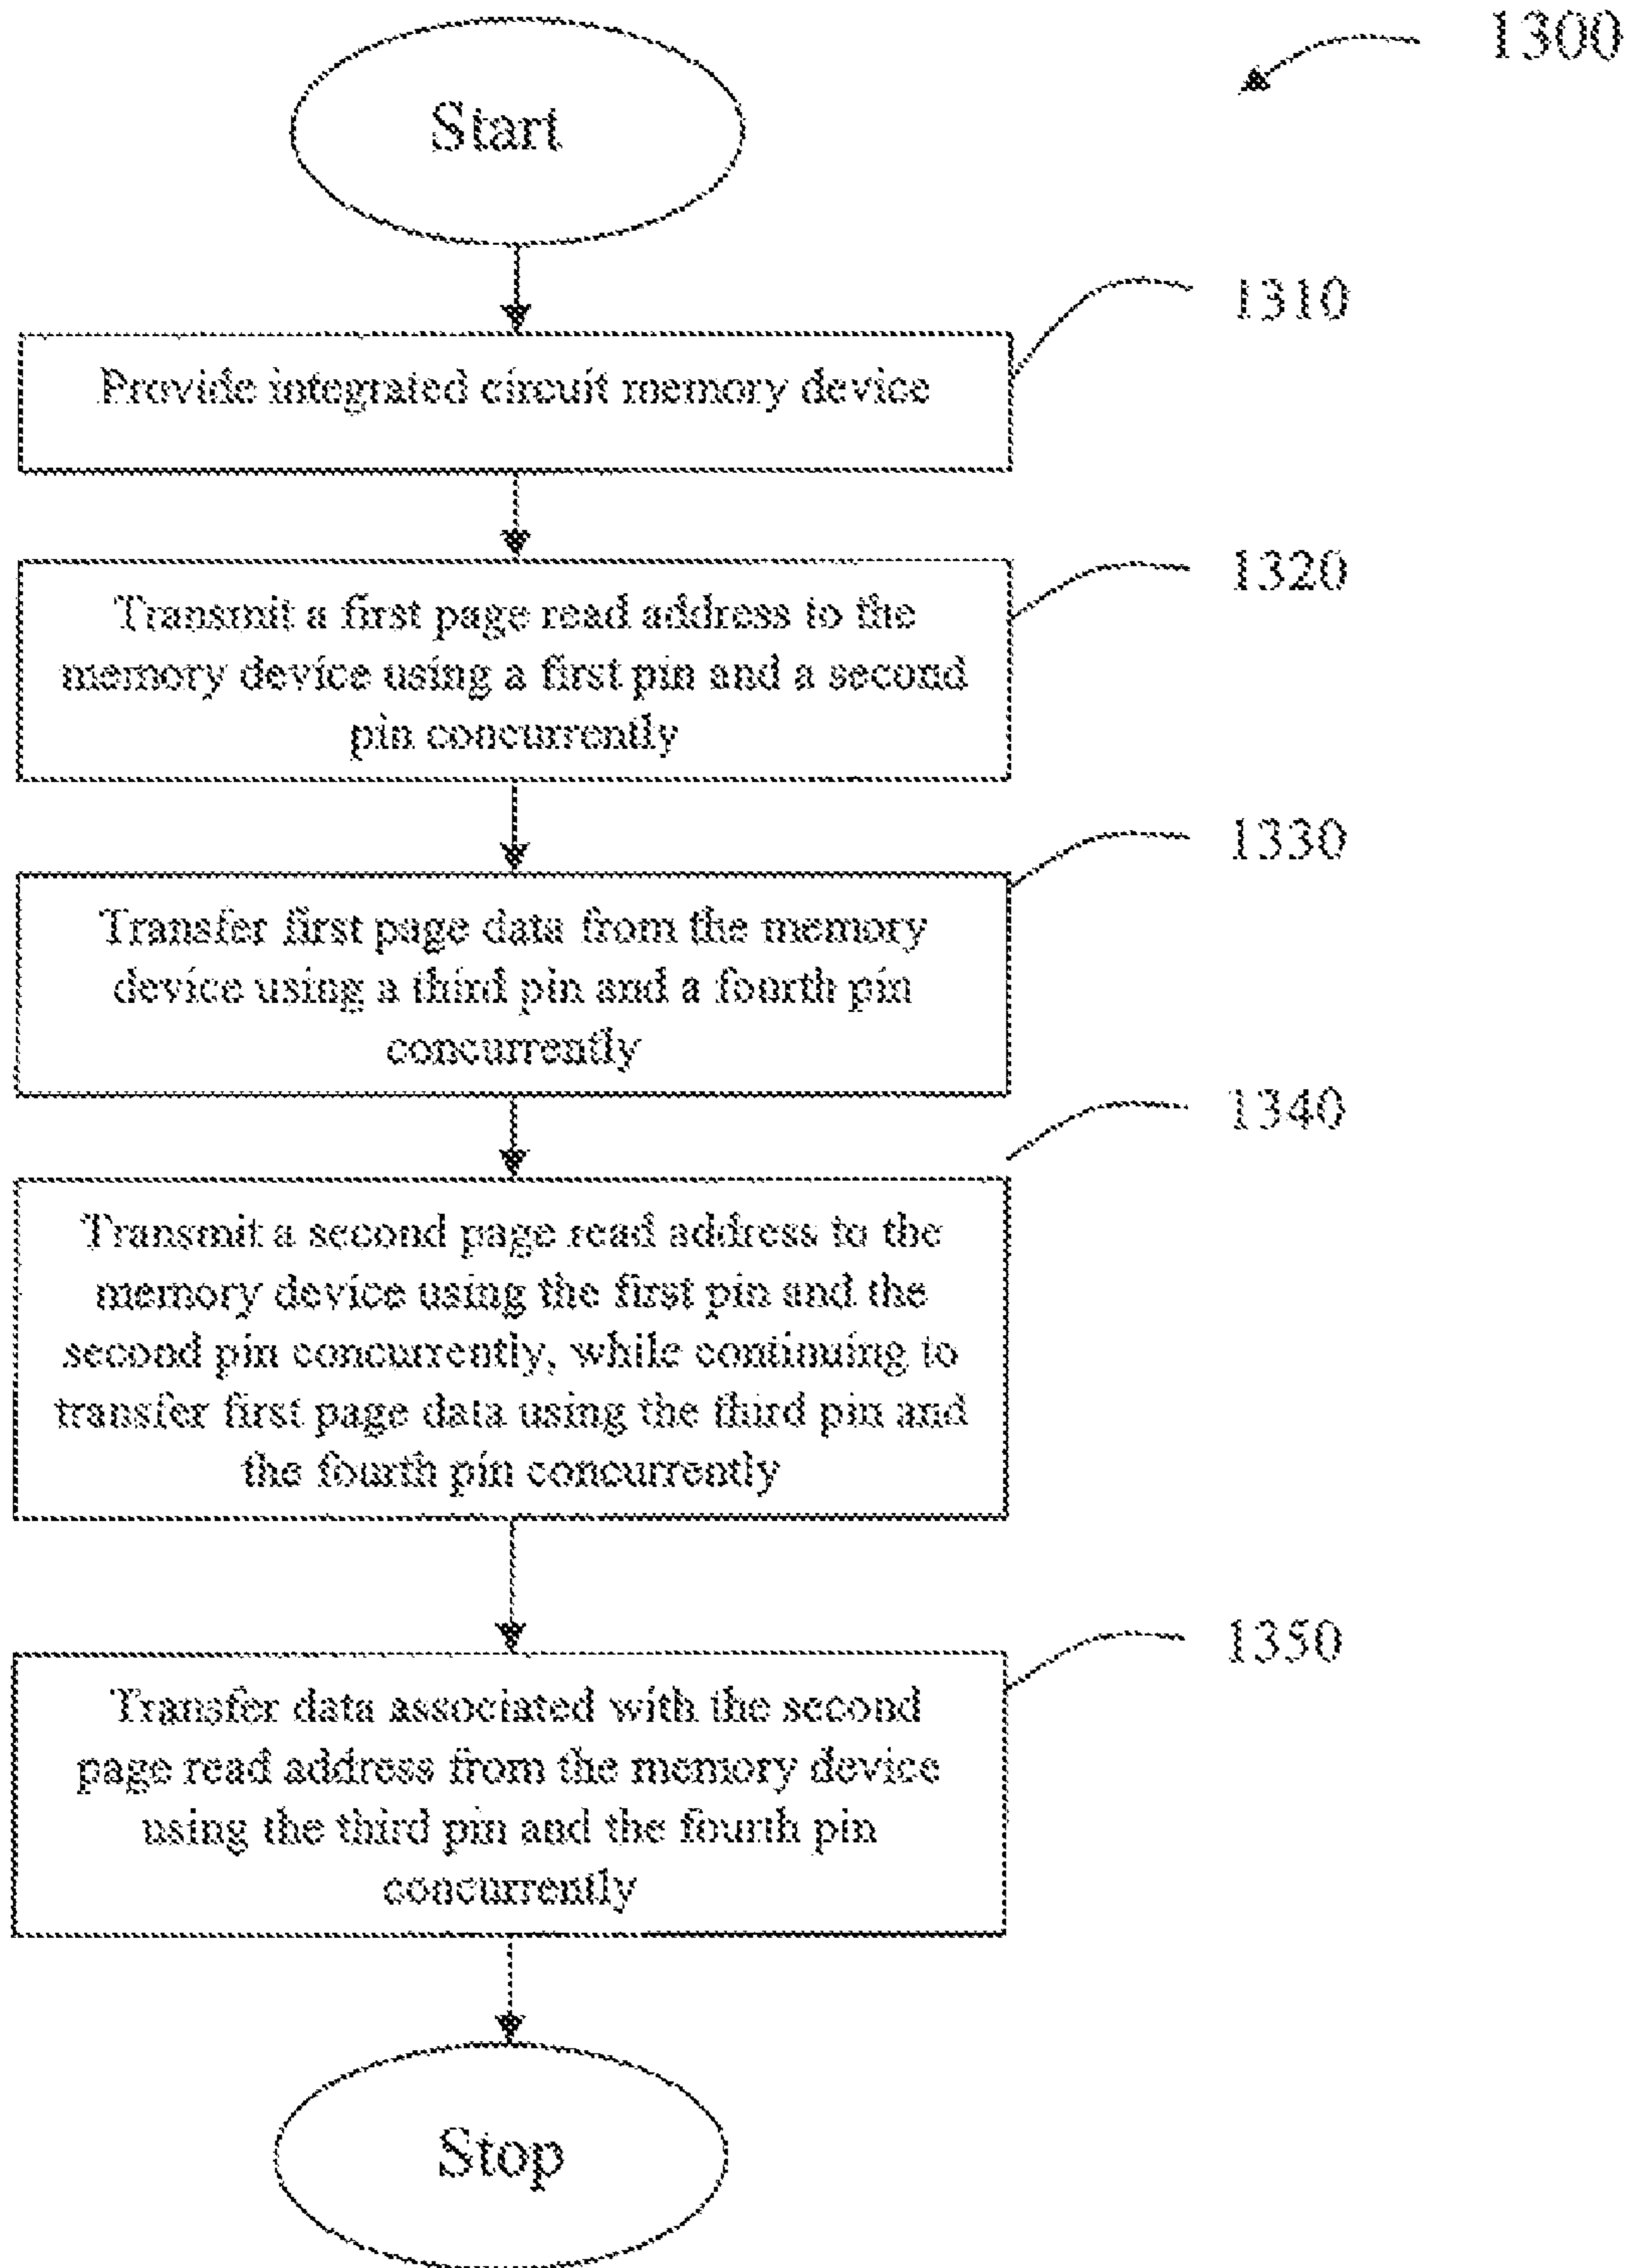 1300
Start
1310
Provide integrated circuit memory device
1320
Transmit a first page read address to the
memory device using a first pin and a second
pin concurrently
1330
Transfer first page data from the memory
device using a third pin and a fourth pin
concurrently
1340
Transmit a second page read address to the
memory device using the first pin and the
second pin concurrently, while continuing to
transfer first page data using the third pin and
the fourth pin concurrently
1350
Transfer data associated with the second
page read address from the memory device
using the third pin and the fourth pin
concurrently
Stop